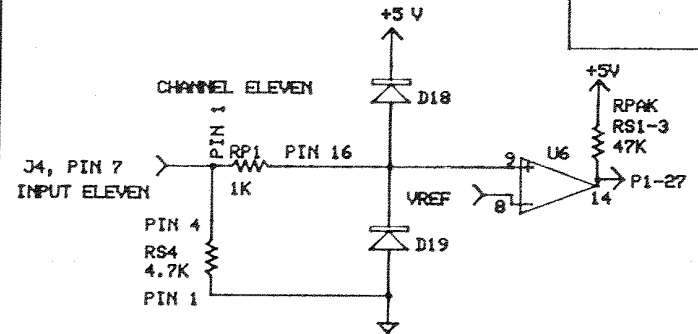 +5 V
+5V
CHANNEL ELEVEN
D18
RPAK
RS1-3
47K
PIN 1
RP1
PIN 16
1K
J4, PIN 7
INPUT ELEVEN
9
+
U6
VREF
8
-
14
P1-27
PIN 4
RS4
4.7K
PIN 1
D19